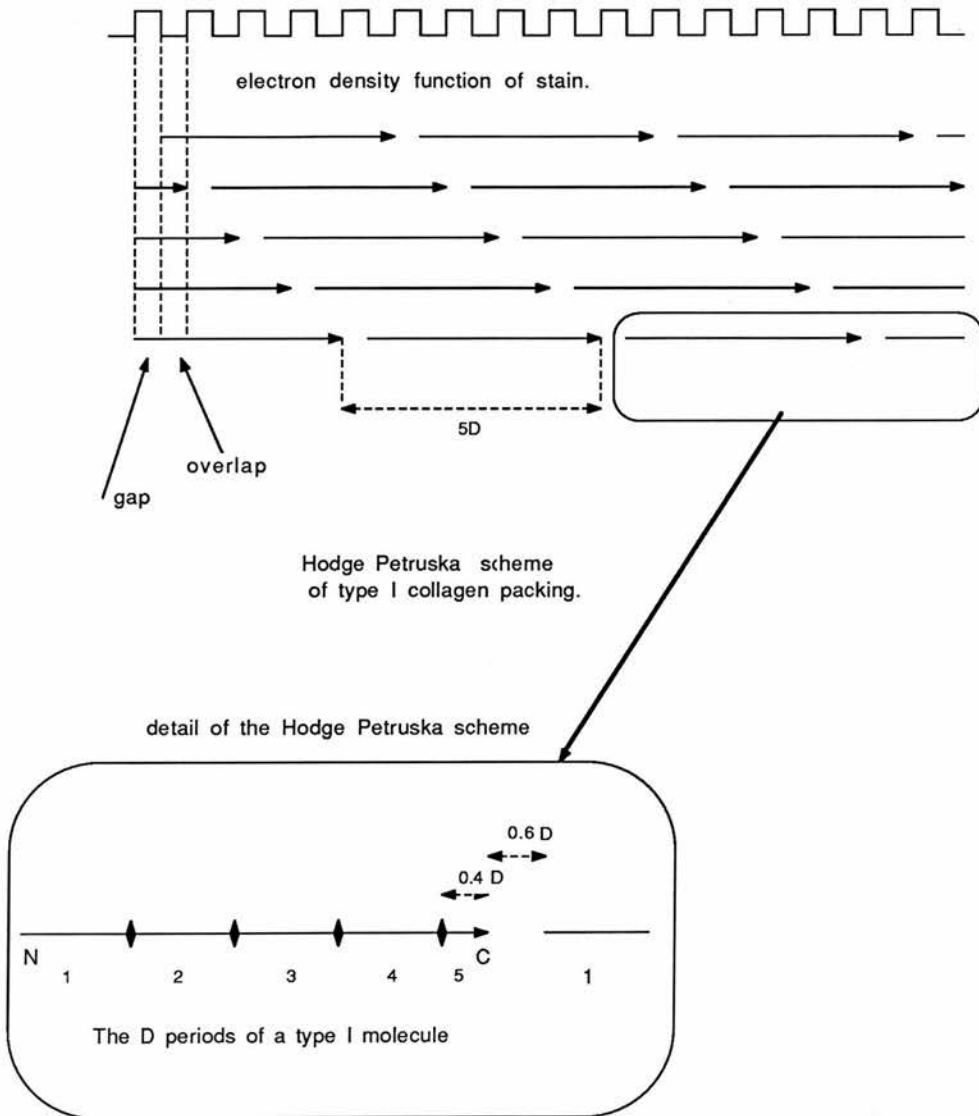 electron density function of stain.
5D
overlap
gap
Hodge Petruska scheme
of type I collagen packing.
detail of the Hodge Petruska scheme
0.6 D
0.4 D
N
C
1
2
3
4
5
1
The D periods of a type I molecule